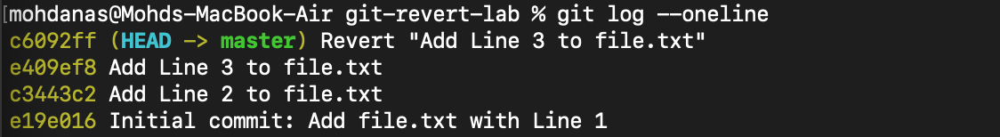 [mohdanas@Mohds-MacBook-Air git-revert-lab % git log --oneline
c6092ff (HEAD -> master) Revert "Add Line 3 to file.txt"
e409ef8 Add Line 3 to file.txt
c3443c2 Add Line 2 to file.txt
e19e016 Initial commit: Add file.txt with Line 1